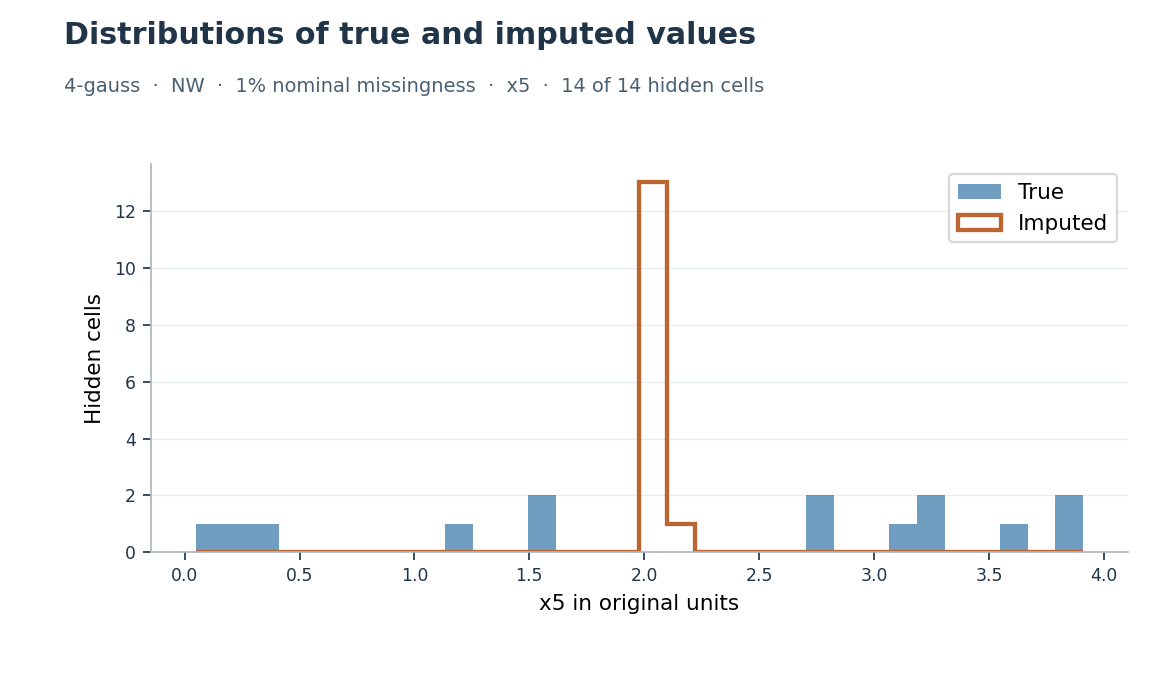 Distributions of true and imputed values
4-gauss · NW · 1% nominal missingness · x5 · 14 of 14 hidden cells
True
Imputed
Hidden cells
12
10
8
6
4
2
0
0.0 0.5 1.0 1.5 2.0 2.5 3.0 3.5 4.0
x5 in original units